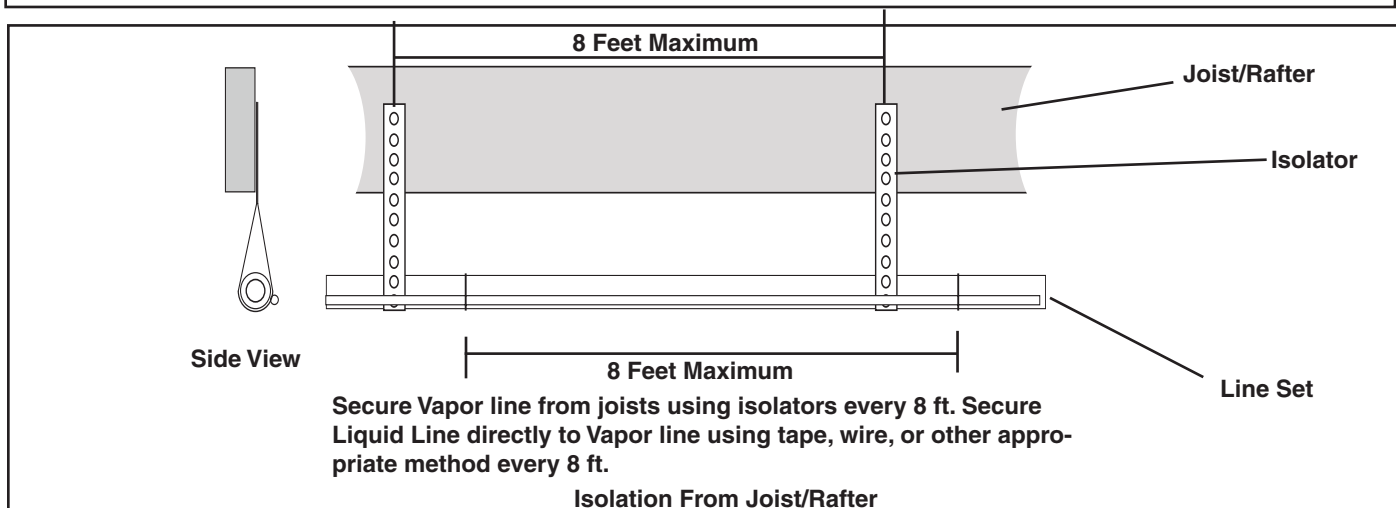 8 Feet Maximum
Joist/Rafter
Isolator
Side View
8 Feet Maximum
Line Set
Secure Vapor line from joists using isolators every 8 ft. Secure
Liquid Line directly to Vapor line using tape, wire, or other appro-
priate method every 8 ft.
Isolation From Joist/Rafter